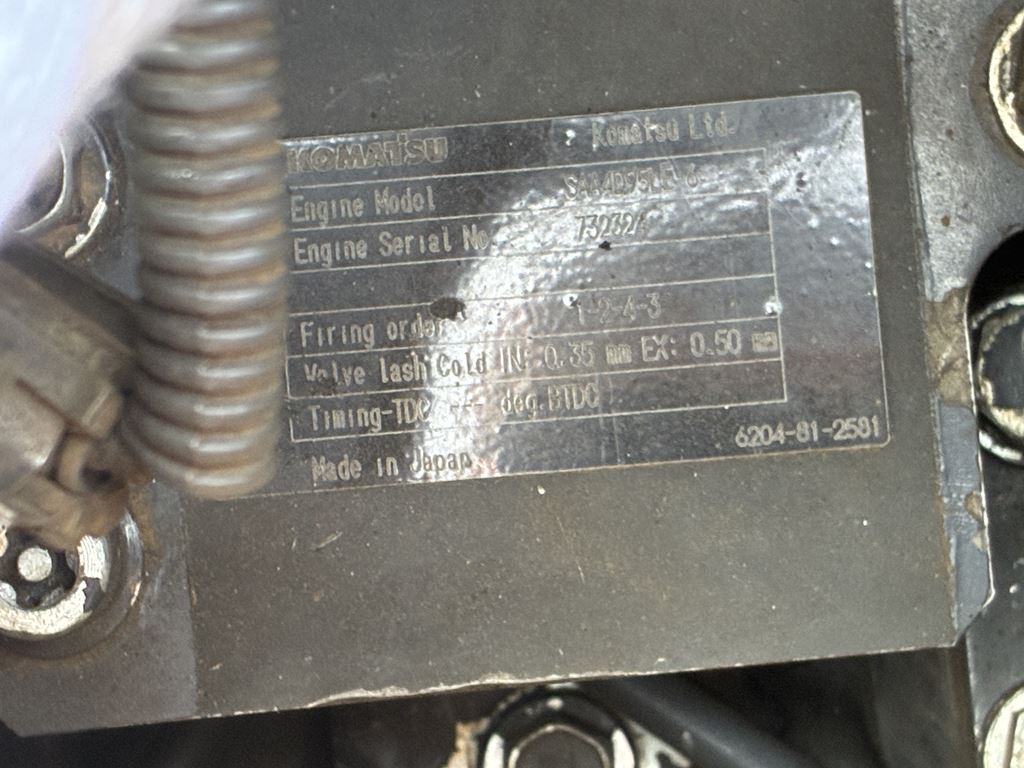 KOMATSU Komatsu Ltd.
Engine Model SAA4D95LE-6
Engine Serial No
Firing order 1-2-4-3
Valve lash Cold IN: 0.35 mm EX: 0.50 mm
Timing-TDC --- deg.BTDC
6204-81-2581
Made in Japan